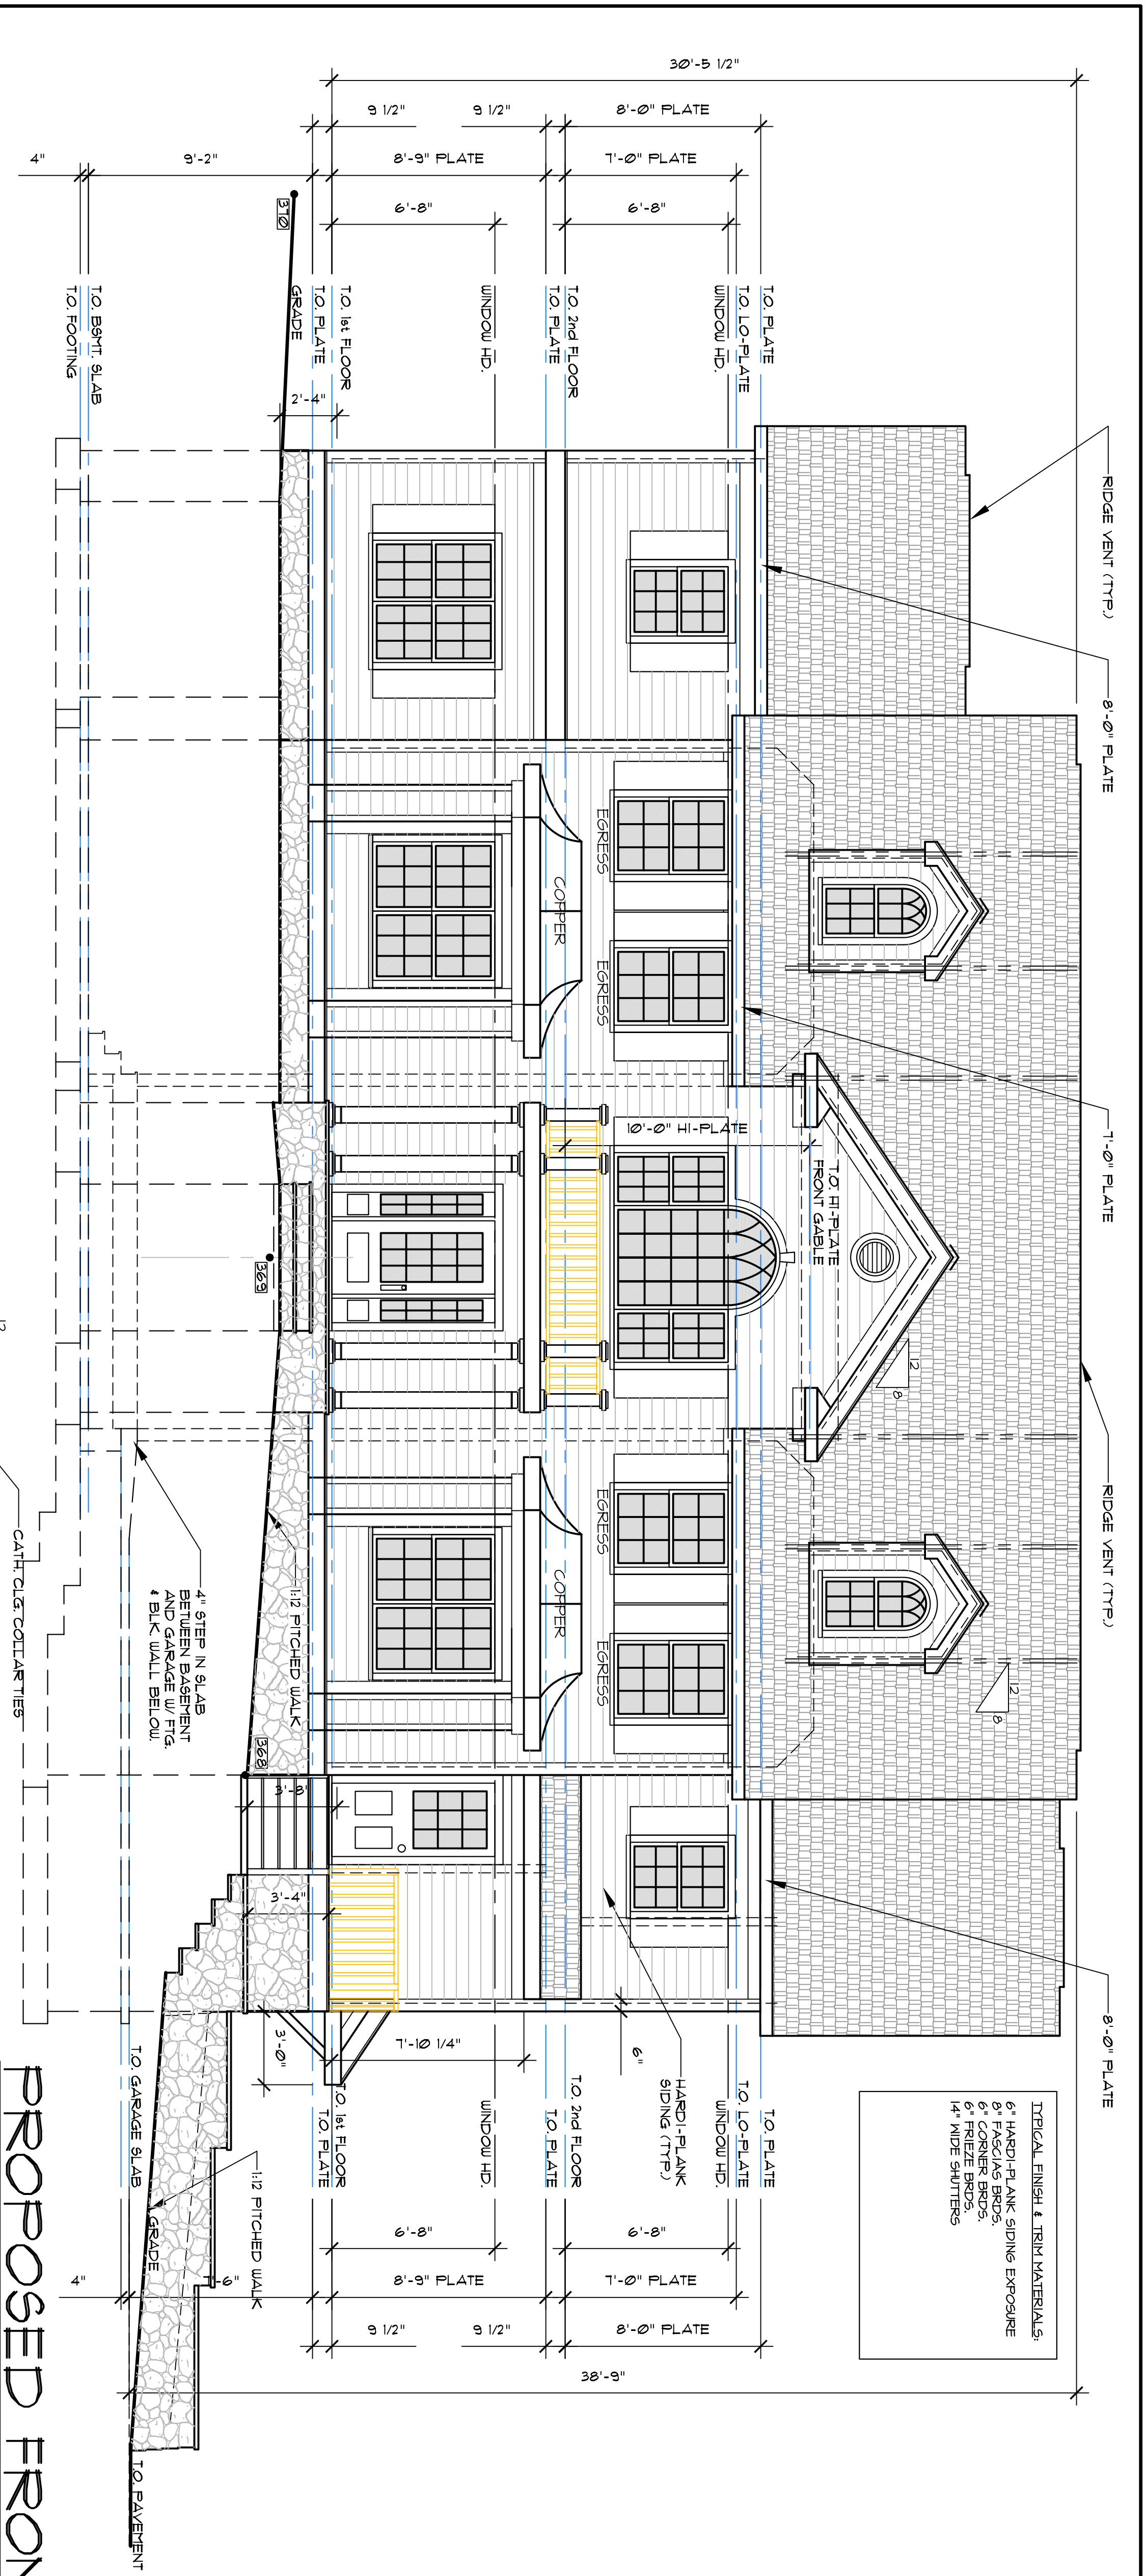 RIDGE VENT (TYP.)
8'-0" PLATE
7'-0" PLATE
RIDGE VENT (TYP.)
8'-0" PLATE
TYPICAL FINISH & TRIM MATERIALS:
6" HARDI-PLANK SIDING EXPOSURE
8" FASCIAS BRDS.
6" CORNER BRDS.
6" FRIEZE BRDS.
14" WIDE SHUTTERS
30'-5 1/2"
8'-0" PLATE
7'-0" PLATE
6'-8"
9 1/2"
8'-9" PLATE
6'-8"
9 1/2"
9'-2"
4"
T.O. PLATE
T.O. LO-PLATE
WINDOW HD.
T.O. 2nd FLOOR
T.O. PLATE
WINDOW HD.
T.O. 1st FLOOR
T.O. PLATE
GRADE
370
2'-4"
T.O. BSMT. SLAB
T.O. FOOTING
EGRESS
EGRESS
COPPER
10'-0" HI-PLATE
T.O. HI-PLATE
FRONT GABLE
12
8
12
8
EGRESS
EGRESS
COPPER
369
1:12 PITCHED WALK
368
4" STEP IN SLAB
BETWEEN BASEMENT
AND GARAGE W/ FTG.
& BLK. WALL BELOW.
CATH. CLG. COLLAR TIES
12
3'-8"
3'-4"
3'-0"
7'-10 1/4"
6"
HARDI-PLANK
SIDING (TYP.)
T.O. PLATE
T.O. LO-PLATE
WINDOW HD.
T.O. 2nd FLOOR
T.O. PLATE
WINDOW HD.
T.O. 1st FLOOR
T.O. PLATE
1:12 PITCHED WALK
GRADE
T.O. GARAGE SLAB
T.O. PAVEMENT
6'-8"
7'-0" PLATE
8'-0" PLATE
6'-8"
8'-9" PLATE
9 1/2"
9 1/2"
4"
38'-9"
PROPOSED FRON